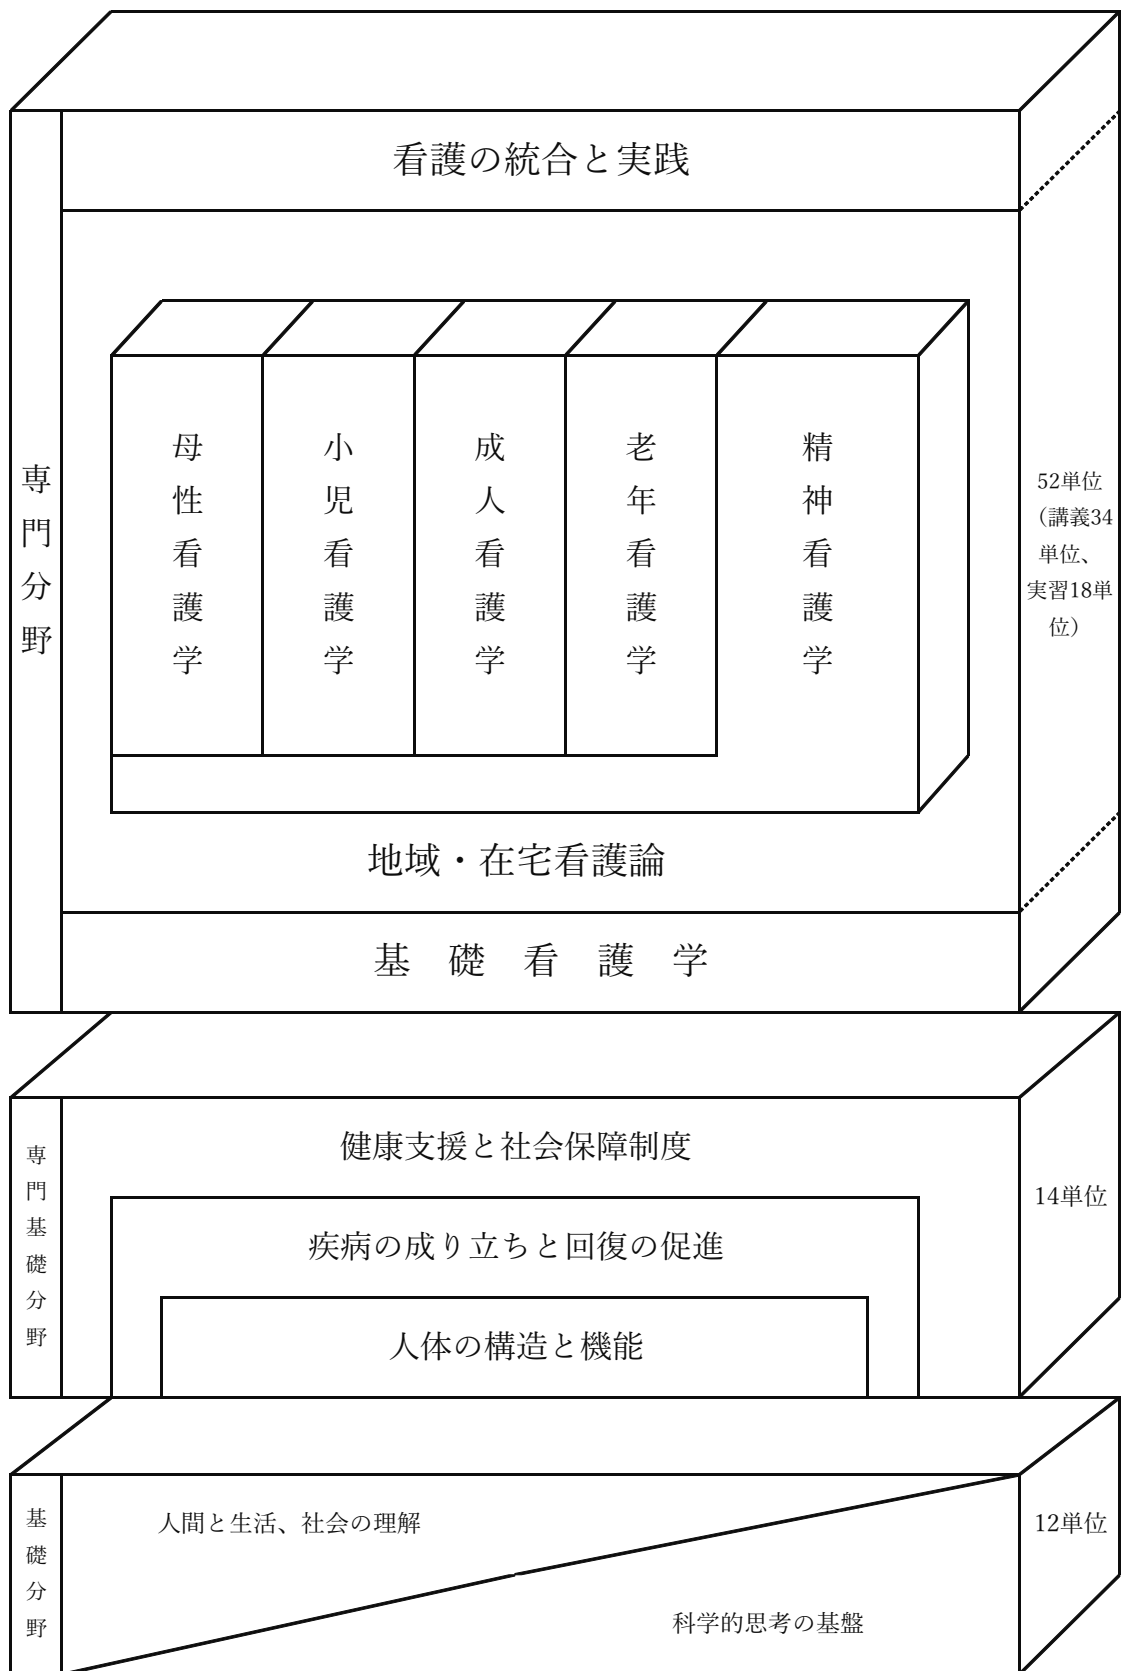 看護の統合と実践
専門分野
母性看護学
小児看護学
成人看護学
老年看護学
精神看護学
52単位
（講義34
単位、
実習18単
位）
地域・在宅看護論
基　礎　看　護　学
専門基礎分野
健康支援と社会保障制度
疾病の成り立ちと回復の促進
人体の構造と機能
14単位
基礎分野
人間と生活、社会の理解
科学的思考の基盤
12単位